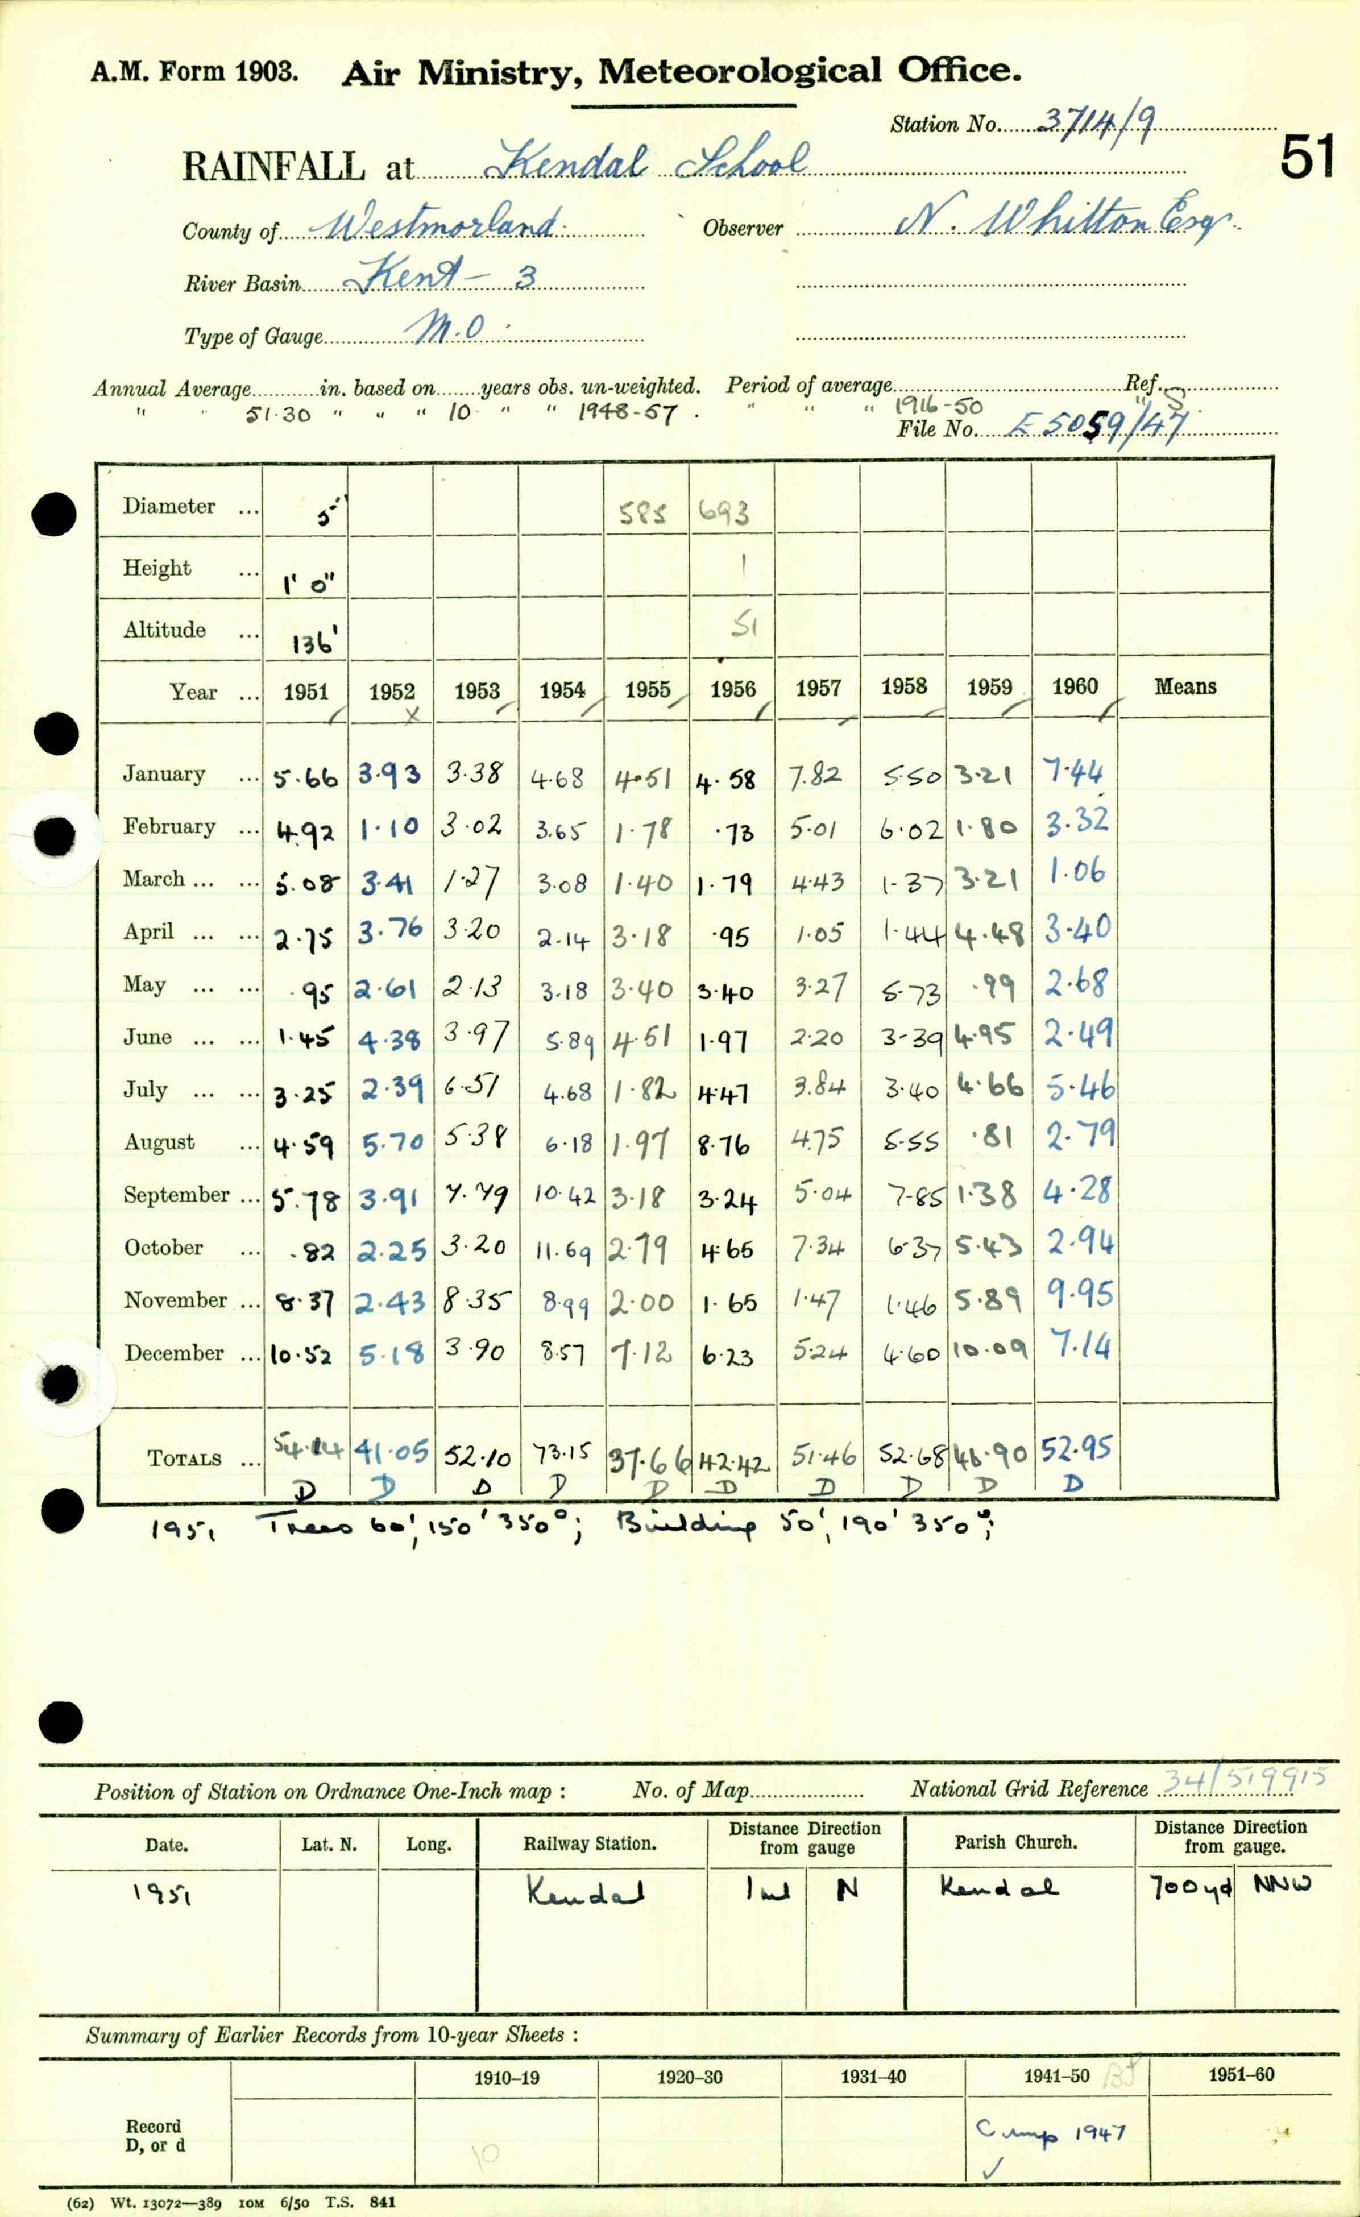 A.M. Form 1903. Air Ministry, Meteorological Office.
Station No. 3714/9
51
RAINFALL at Kendal School
County of Westmorland Observer N. Whitton Esq.
River Basin Kent - 3
Type of Gauge M.O.
Annual Average in. based on years obs. un-weighted. Period of average Ref.
" " 51.30 " " " 10 " " 1948-57 . " " " 1916-50 " S
File No. E 5059/47
Diameter ... 5" 585 693
Height ... 1' 0" 1
Altitude ... 136' 51
Year ... 1951 1952 1953 1954 1955 1956 1957 1958 1959 1960 Means
January ... 5.66 3.93 3.38 4.68 4.51 4.58 7.82 5.50 3.21 7.44
February ... 4.92 1.10 3.02 3.65 1.78 .73 5.01 6.02 1.80 3.32
March ... ... 5.08 3.41 1.27 3.08 1.40 1.79 4.43 1.37 3.21 1.06
April ... ... 2.75 3.76 3.20 2.14 3.18 .95 1.05 1.44 4.48 3.40
May ... ... .95 2.61 2.13 3.18 3.40 3.40 3.27 5.73 .99 2.68
June ... ... 1.45 4.38 3.97 5.89 4.51 1.97 2.20 3.39 4.95 2.49
July ... ... 3.25 2.39 6.51 4.68 1.82 4.47 3.84 3.40 4.66 5.46
August ... 4.59 5.70 5.38 6.18 1.97 8.76 4.75 5.55 .81 2.79
September ... 5.78 3.91 7.79 10.42 3.18 3.24 5.04 7.85 1.38 4.28
October ... .82 2.25 3.20 11.69 2.79 4.65 7.34 6.37 5.43 2.94
November ... 8.37 2.43 8.35 8.99 2.00 1.65 1.47 1.46 5.89 9.95
December ... 10.52 5.18 3.90 8.57 7.12 6.23 5.24 4.60 10.09 7.14
TOTALS ... 54.14 41.05 52.10 73.15 37.66 42.42 51.46 52.68 46.90 52.95
D D D D D D D D D D
1951 Trees 60', 150' 350°; Building 50', 190' 350°;
Position of Station on Ordnance One-Inch map : No. of Map National Grid Reference 34/519915
Date. Lat. N. Long. Railway Station. Distance Direction from gauge Parish Church. Distance Direction from gauge.
1951 Kendal 1 ml N Kendal 700 yd NNW
Summary of Earlier Records from 10-year Sheets :
1910–19 1920–30 1931–40 1941–50 1951–60
Record
D, or d 10 Comp 1947
(62) Wt. 13072—389 10M 6/50 T.S. 841